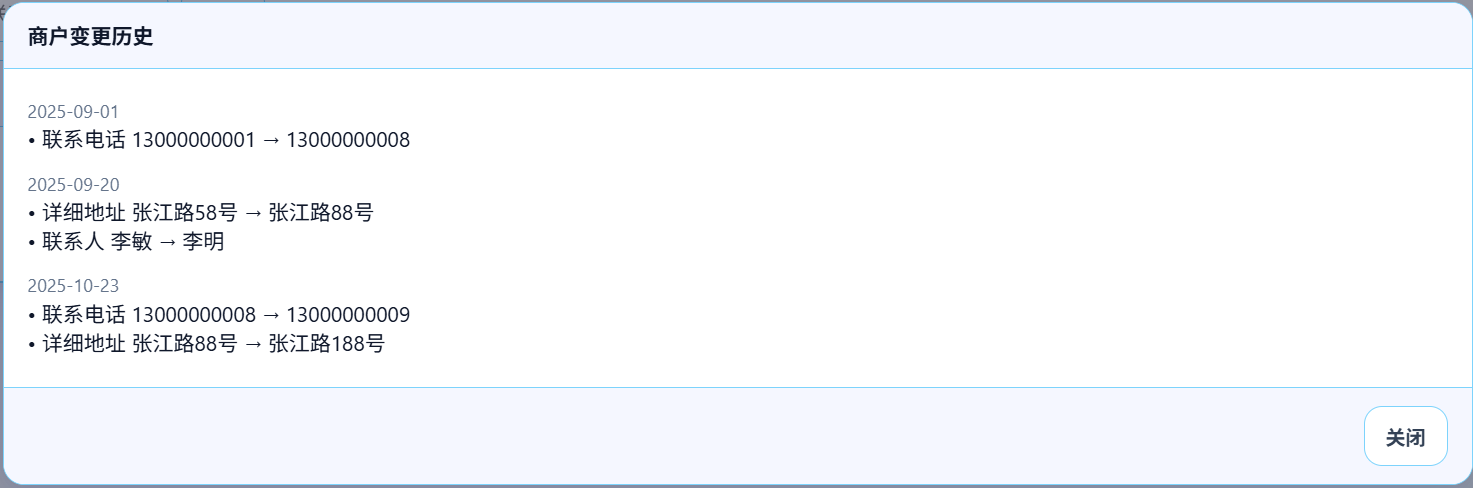 商户变更历史
2025-09-01
• 联系电话 13000000001 → 13000000008
2025-09-20
• 详细地址 张江路58号 → 张江路88号
• 联系人 李敏 → 李明
2025-10-23
• 联系电话 13000000008 → 13000000009
• 详细地址 张江路88号 → 张江路188号
关闭